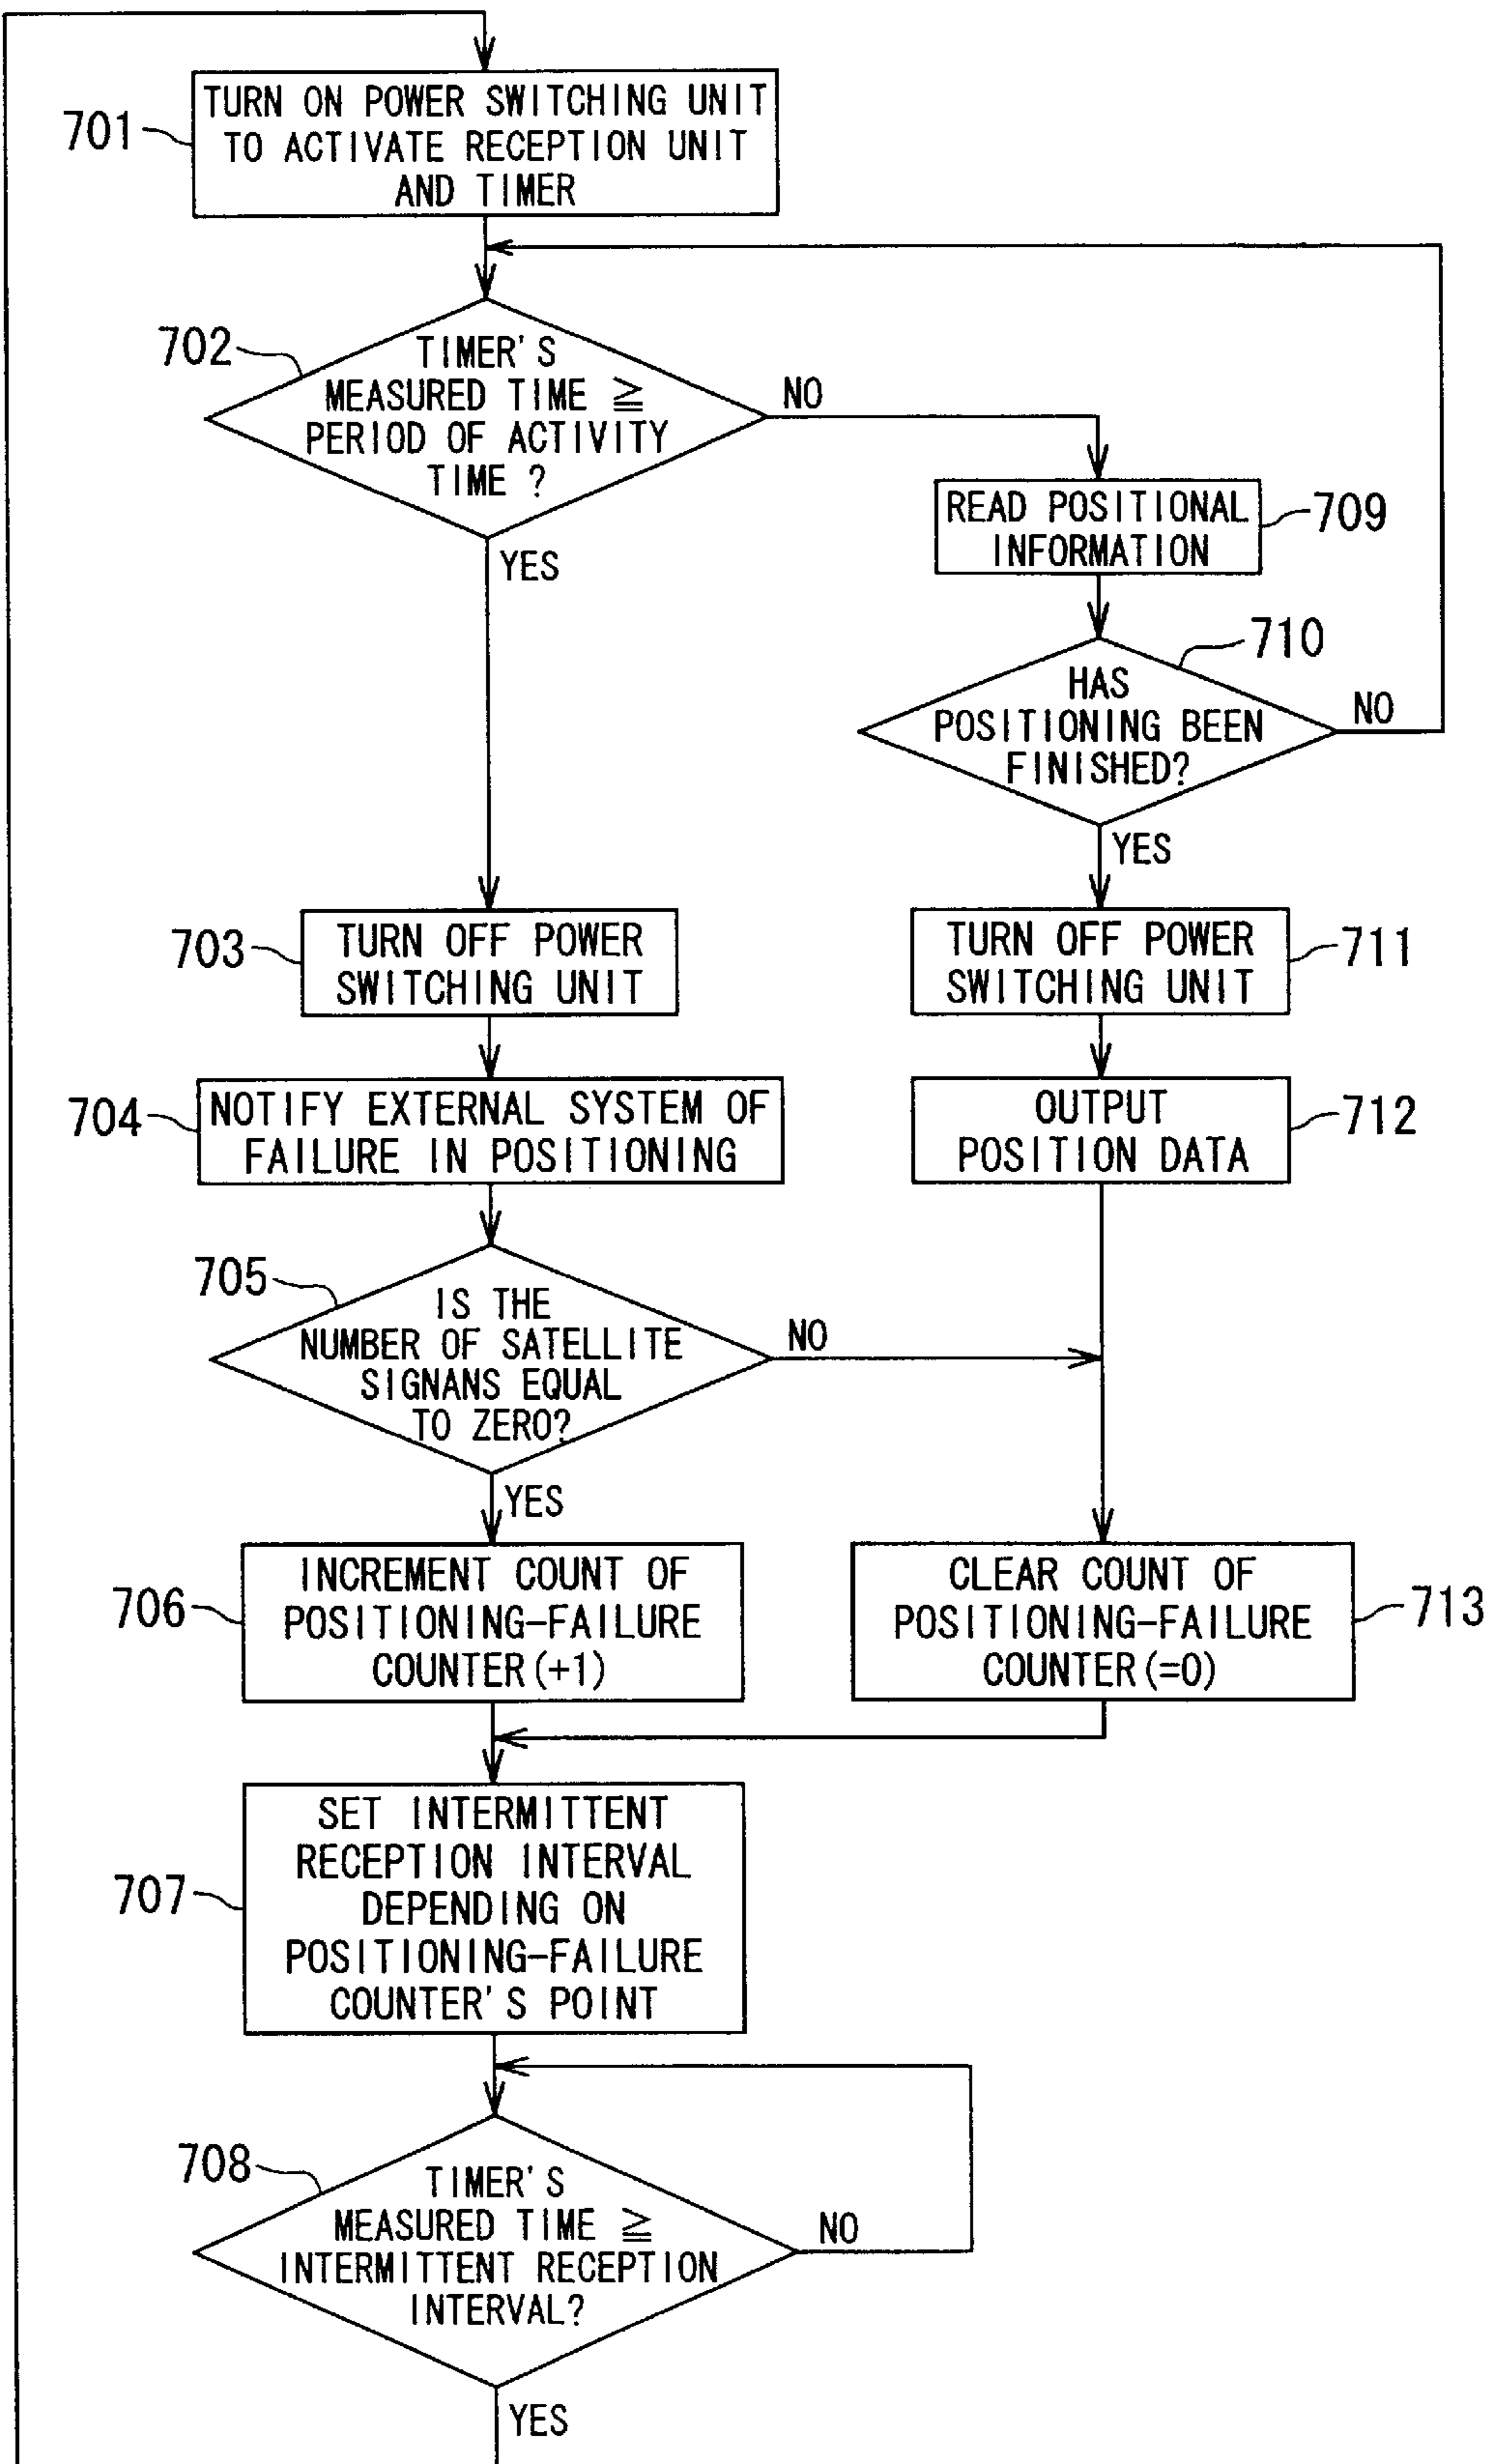 701
TURN ON POWER SWITCHING UNIT
TO ACTIVATE RECEPTION UNIT
AND TIMER
702
TIMER'S
MEASURED TIME ≧
PERIOD OF ACTIVITY
TIME ?
NO
YES
READ POSITIONAL
INFORMATION
709
710
HAS
POSITIONING BEEN
FINISHED?
NO
YES
703
TURN OFF POWER
SWITCHING UNIT
TURN OFF POWER
SWITCHING UNIT
711
704
NOTIFY EXTERNAL SYSTEM OF
FAILURE IN POSITIONING
OUTPUT
POSITION DATA
712
705
IS THE
NUMBER OF SATELLITE
SIGNANS EQUAL
TO ZERO?
NO
YES
706
INCREMENT COUNT OF
POSITIONING-FAILURE
COUNTER(+1)
CLEAR COUNT OF
POSITIONING-FAILURE
COUNTER(=0)
713
707
SET INTERMITTENT
RECEPTION INTERVAL
DEPENDING ON
POSITIONING-FAILURE
COUNTER'S POINT
708
TIMER'S
MEASURED TIME ≧
INTERMITTENT RECEPTION
INTERVAL?
NO
YES